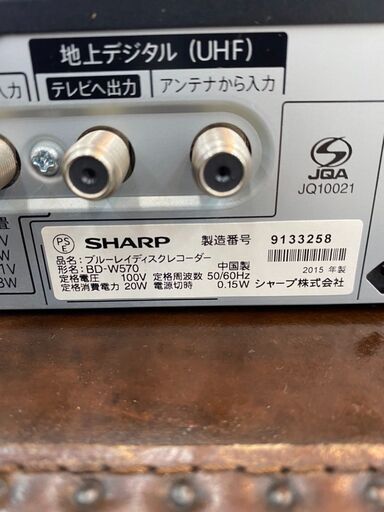 地上デジタル(UHF)
入力
テレビへ出力
アンテナから入力
JQA
JQ10021
PS
E
SHARP
製造番号
9133258
品名:ブルーレイディスクレコーダー
形名:BD-W570
中国製
2015 年製
定格電圧 100V 定格周波数 50/60Hz
定格消費電力 20W 電源切時 0.15W シャープ株式会社